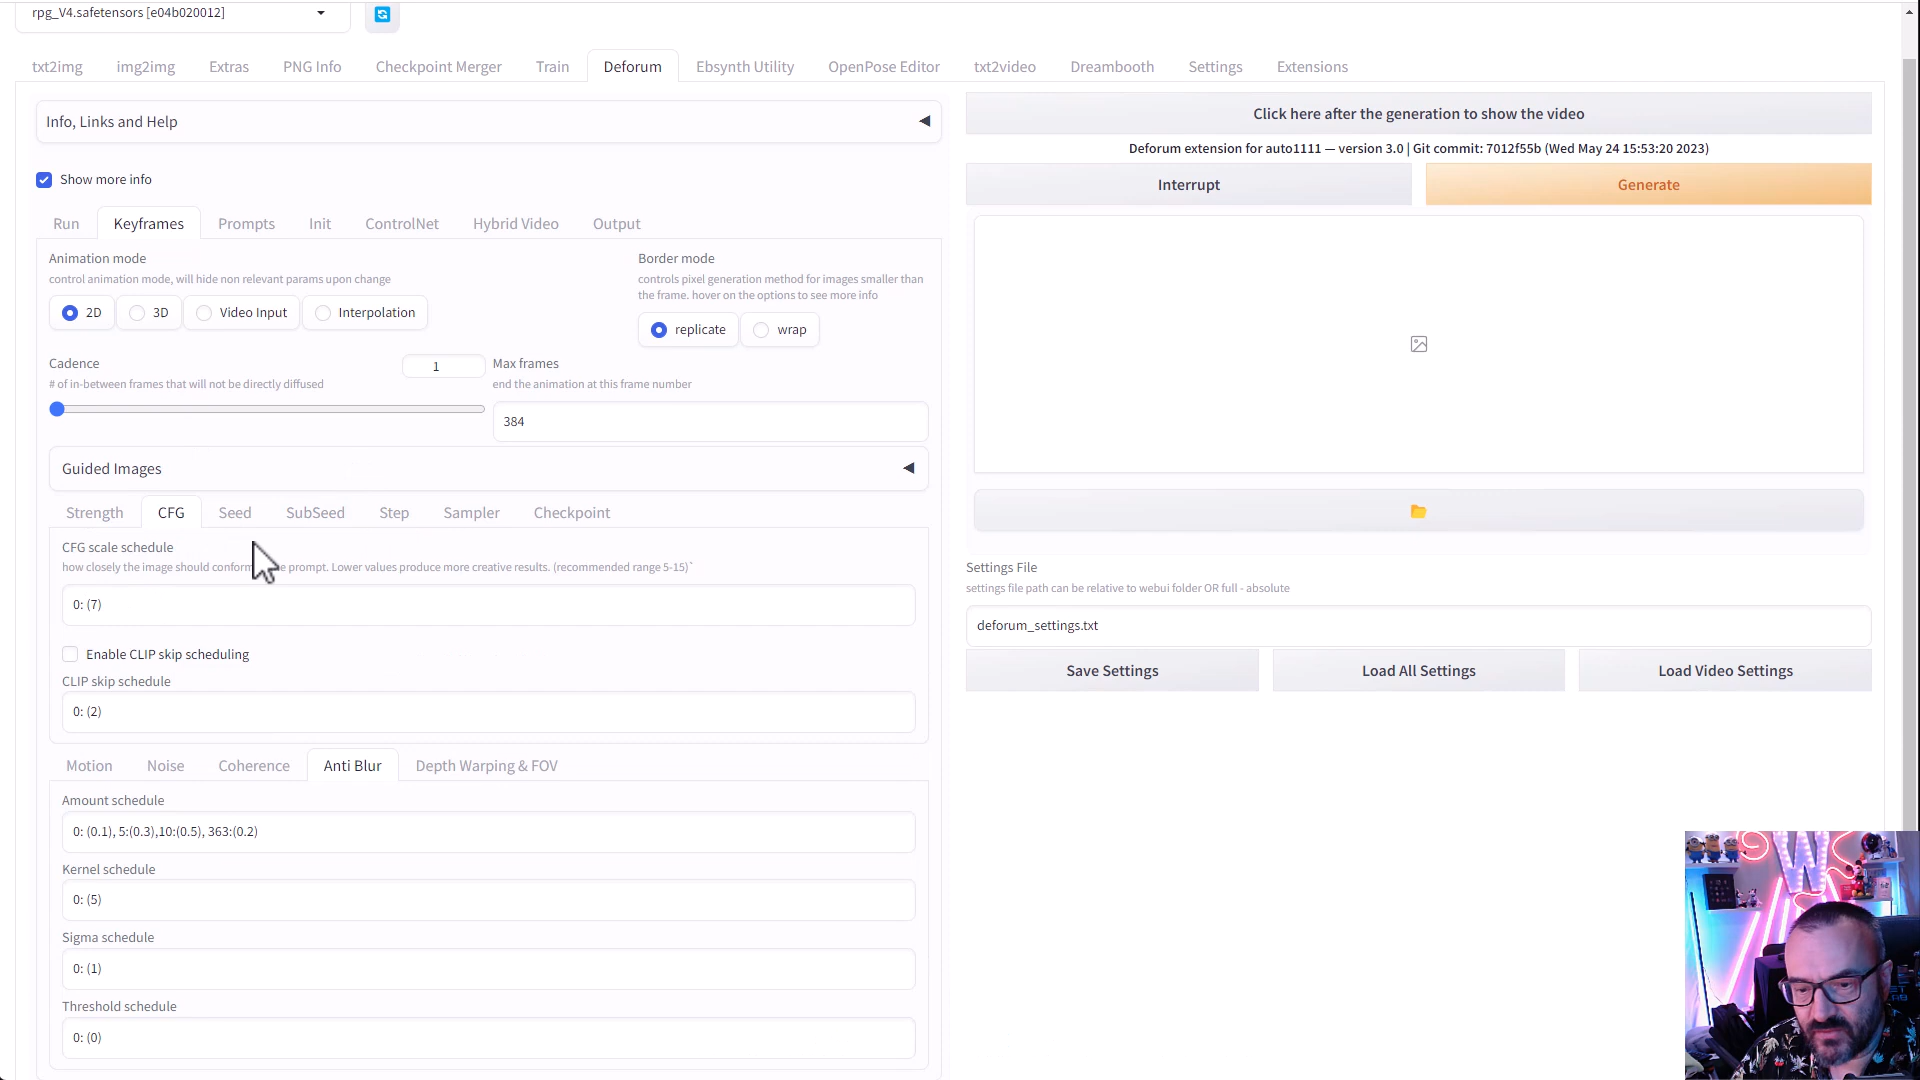 rpg_V4.safetensors [e04b020012]
txt2img img2img Extras PNG Info Checkpoint Merger Train Deforum Ebsynth Utility OpenPose Editor txt2video Dreambooth Settings Extensions
Info, Links and Help
Show more info
Run Keyframes Prompts Init ControlNet Hybrid Video Output
Animation mode
control animation mode, will hide non relevant params upon change
2D 3D Video Input Interpolation
Border mode
controls pixel generation method for images smaller than
the frame. hover on the options to see more info
replicate wrap
Cadence
1
# of in-between frames that will not be directly diffused
Max frames
end the animation at this frame number
384
Guided Images
Strength CFG Seed SubSeed Step Sampler Checkpoint
CFG scale schedule
how closely the image should conform prompt. Lower values produce more creative results. (recommended range 5-15)`
0: (7)
Enable CLIP skip scheduling
CLIP skip schedule
0: (2)
Motion Noise Coherence Anti Blur Depth Warping & FOV
Amount schedule
0: (0.1), 5:(0.3),10:(0.5), 363:(0.2)
Kernel schedule
0: (5)
Sigma schedule
0: (1)
Threshold schedule
0: (0)
Click here after the generation to show the video
Deforum extension for auto1111 — version 3.0 | Git commit: 7012f55b (Wed May 24 15:53:20 2023)
Interrupt Generate
Settings File
settings file path can be relative to webui folder OR full - absolute
deforum_settings.txt
Save Settings Load All Settings Load Video Settings